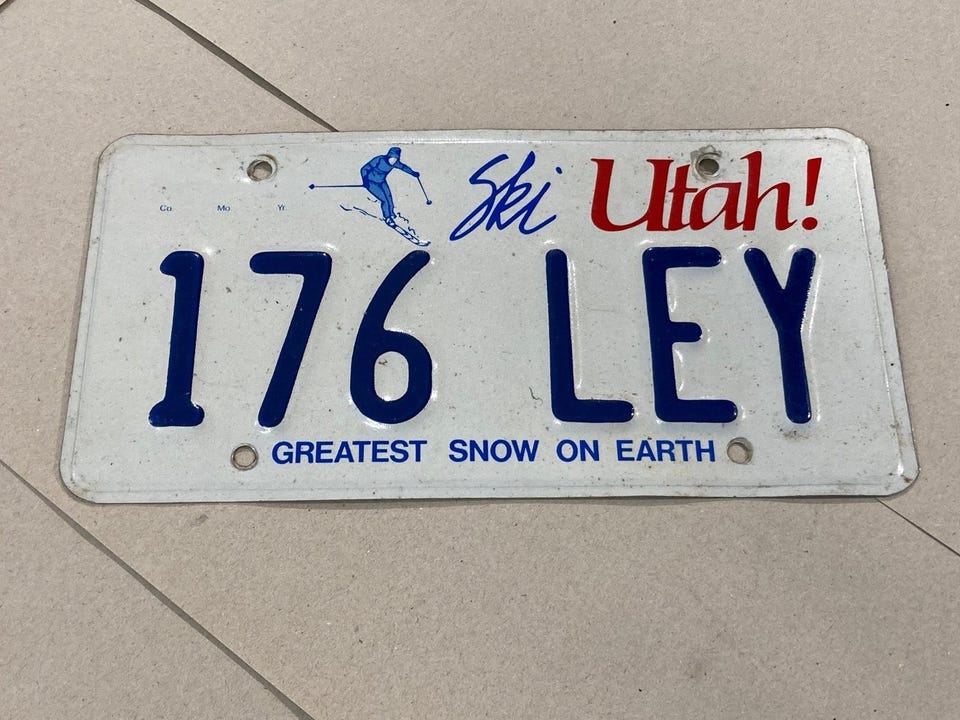 Ski Utah!
Co. Mo. Yr.
176 LEY
GREATEST SNOW ON EARTH